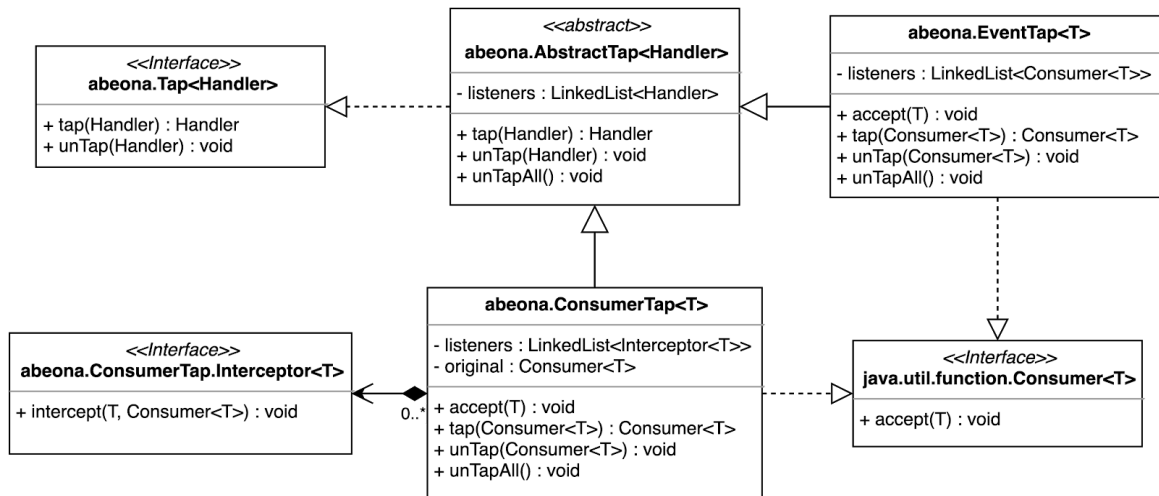 <<Interface>>
abeona.Tap<Handler>
+ tap(Handler) : Handler
+ unTap(Handler) : void
<<abstract>>
abeona.AbstractTap<Handler>
- listeners : LinkedList<Handler>
+ tap(Handler) : Handler
+ unTap(Handler) : void
+ unTapAll() : void
abeona.EventTap<T>
- listeners : LinkedList<Consumer<T>>
+ accept(T) : void
+ tap(Consumer<T>) : Consumer<T>
+ unTap(Consumer<T>) : void
+ unTapAll() : void
<<Interface>>
abeona.ConsumerTap.Interceptor<T>
+ intercept(T, Consumer<T>) : void
0..*
abeona.ConsumerTap<T>
- listeners : LinkedList<Interceptor<T>>
- original : Consumer<T>
+ accept(T) : void
+ tap(Consumer<T>) : Consumer<T>
+ unTap(Consumer<T>) : void
+ unTapAll() : void
<<Interface>>
java.util.function.Consumer<T>
+ accept(T) : void